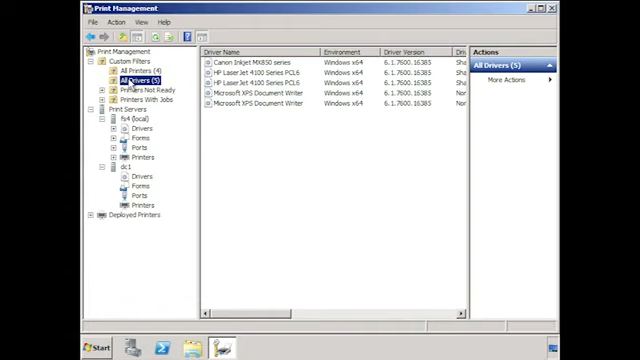 Print Management
File Action View Help
Print Management
Custom Filters
All Printers (4)
All Drivers (5)
Printers Not Ready
Printers With Jobs
Print Servers
fs4 (local)
Drivers
Forms
Ports
Printers
dc1
Drivers
Forms
Ports
Printers
Deployed Printers
Driver Name Environment Driver Version
Canon Inkjet MX850 series Windows x64 6.1.7600.16385 Sha
HP LaserJet 4100 Series PCL6 Windows x64 6.1.7600.16385 Sha
HP LaserJet 4100 Series PCL6 Windows x64 6.1.7600.16385 Sha
Microsoft XPS Document Writer Windows x64 6.1.7600.16385 Nor
Microsoft XPS Document Writer Windows x64 6.1.7600.16385 Nor
Actions
All Drivers (5)
More Actions
Start